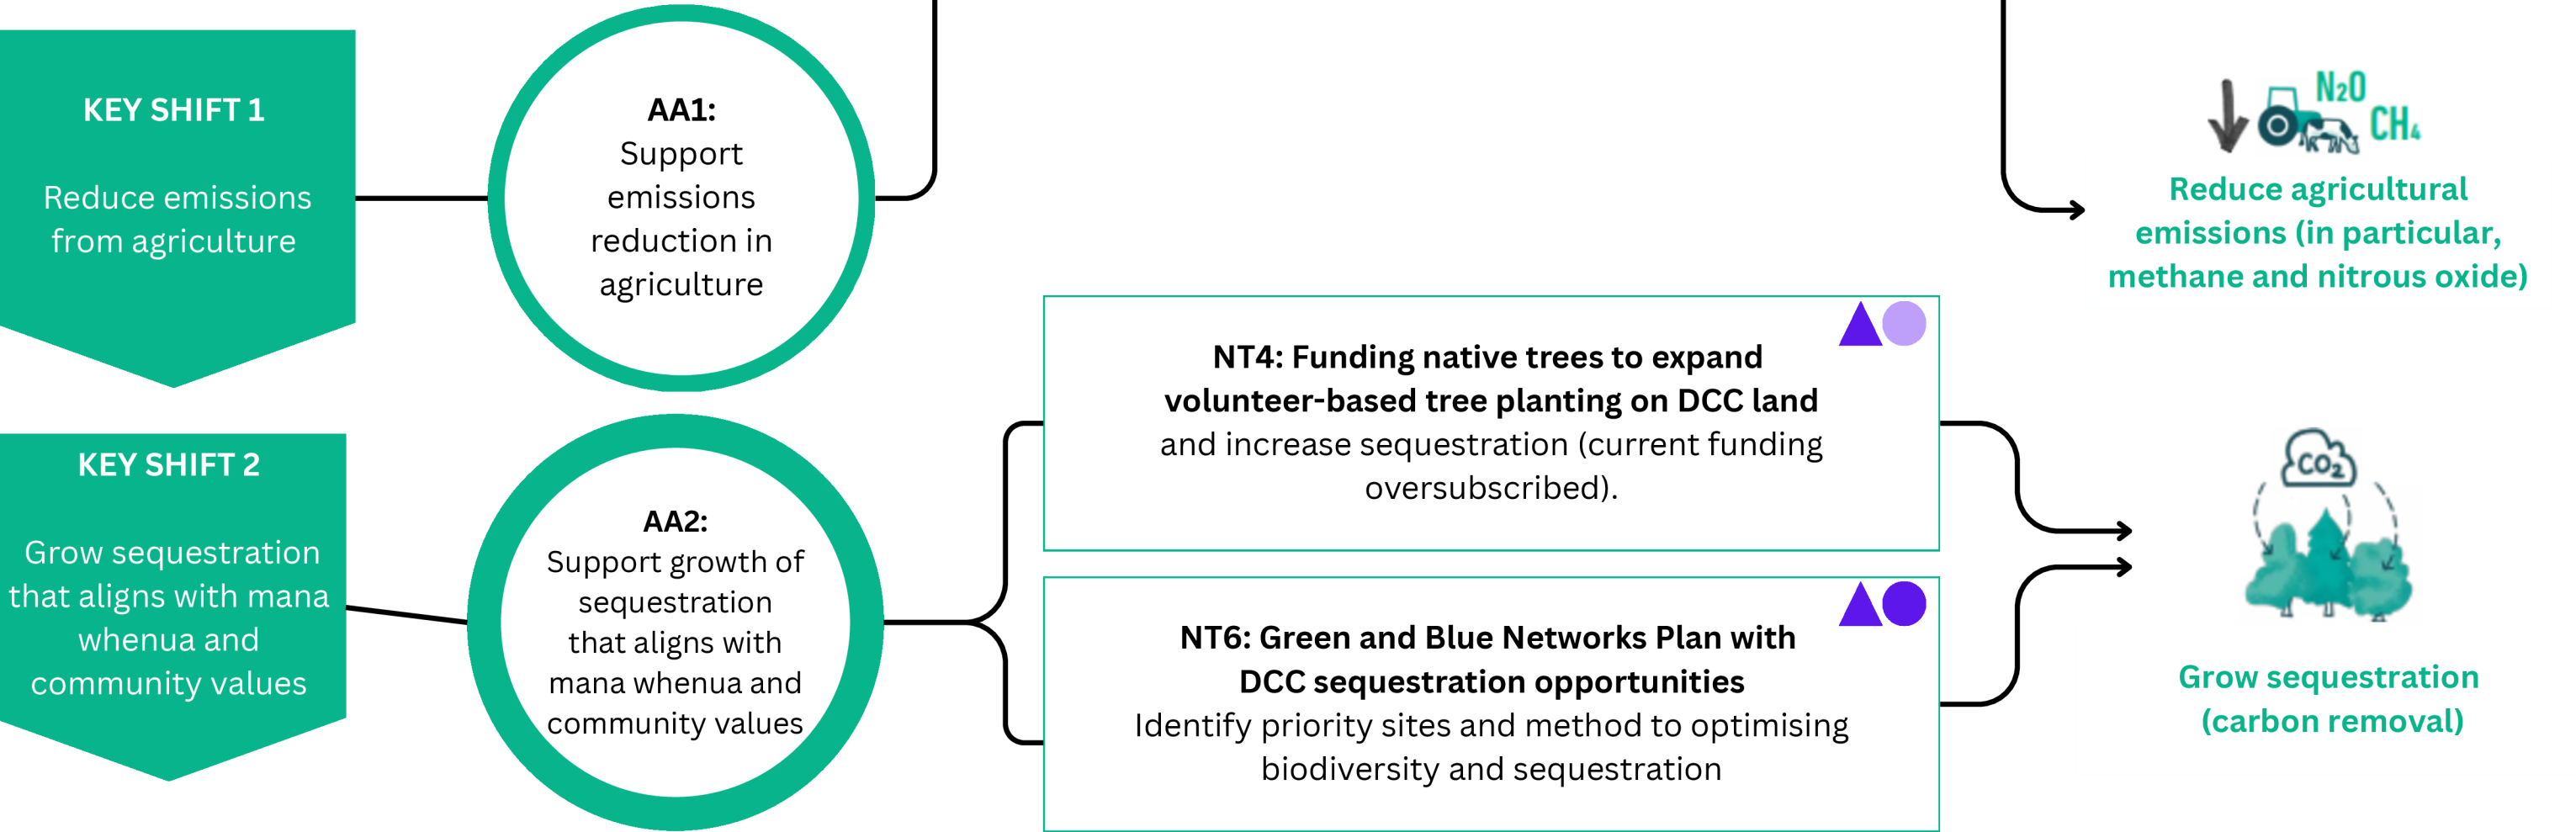 KEY SHIFT 1
Reduce emissions
from agriculture
AA1:
Support
emissions
reduction in
agriculture
N2O
CH4
Reduce agricultural
emissions (in particular,
methane and nitrous oxide)
KEY SHIFT 2
Grow sequestration
that aligns with mana
whenua and
community values
AA2:
Support growth of
sequestration
that aligns with
mana whenua and
community values
NT4: Funding native trees to expand
volunteer-based tree planting on DCC land
and increase sequestration (current funding
oversubscribed).
NT6: Green and Blue Networks Plan with
DCC sequestration opportunities
Identify priority sites and method to optimising
biodiversity and sequestration
CO2
Grow sequestration
(carbon removal)